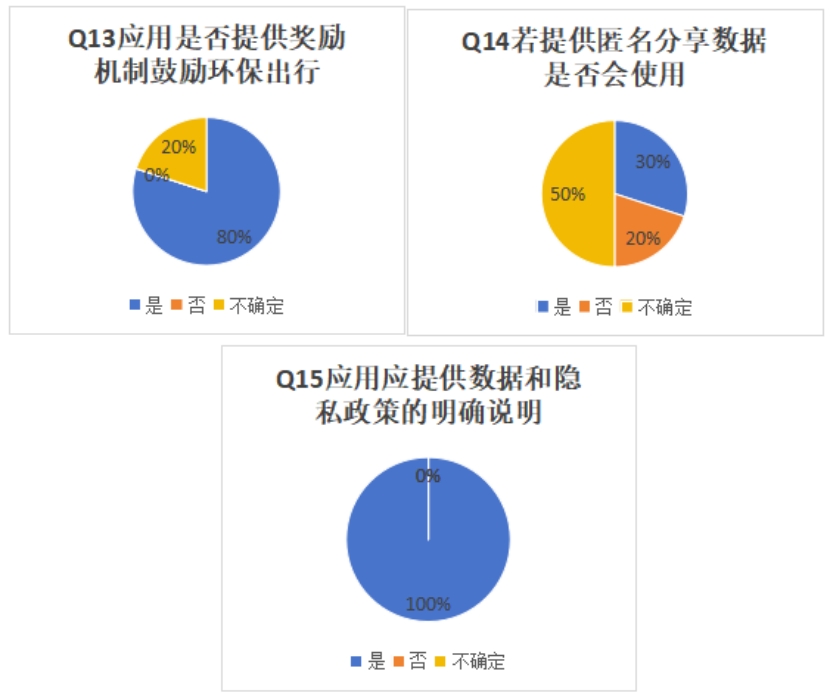 Q13应用是否提供奖励
机制鼓励环保出行
20%
0%
80%
是 否 不确定
Q14若提供匿名分享数据
是否会使用
30%
50%
20%
是 否 不确定
Q15应用应提供数据和隐
私政策的明确说明
0%
100%
是 否 不确定